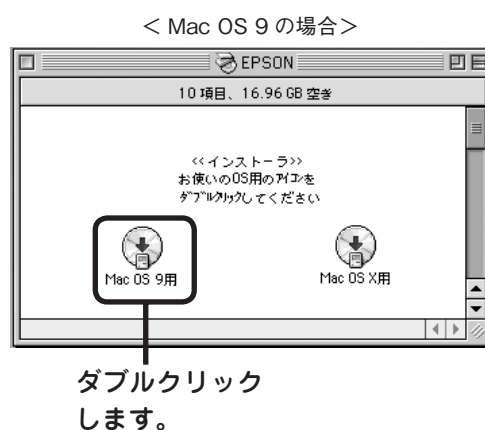 ＜ Mac OS 9 の場合＞
EPSON
10 項目、16.96 GB 空き
<<インストーラ>>
お使いのOS用のｱｲｺﾝを
ﾀﾞﾌﾞﾙｸﾘｯｸしてください
Mac OS 9用
Mac OS X用
ダブルクリック
します。